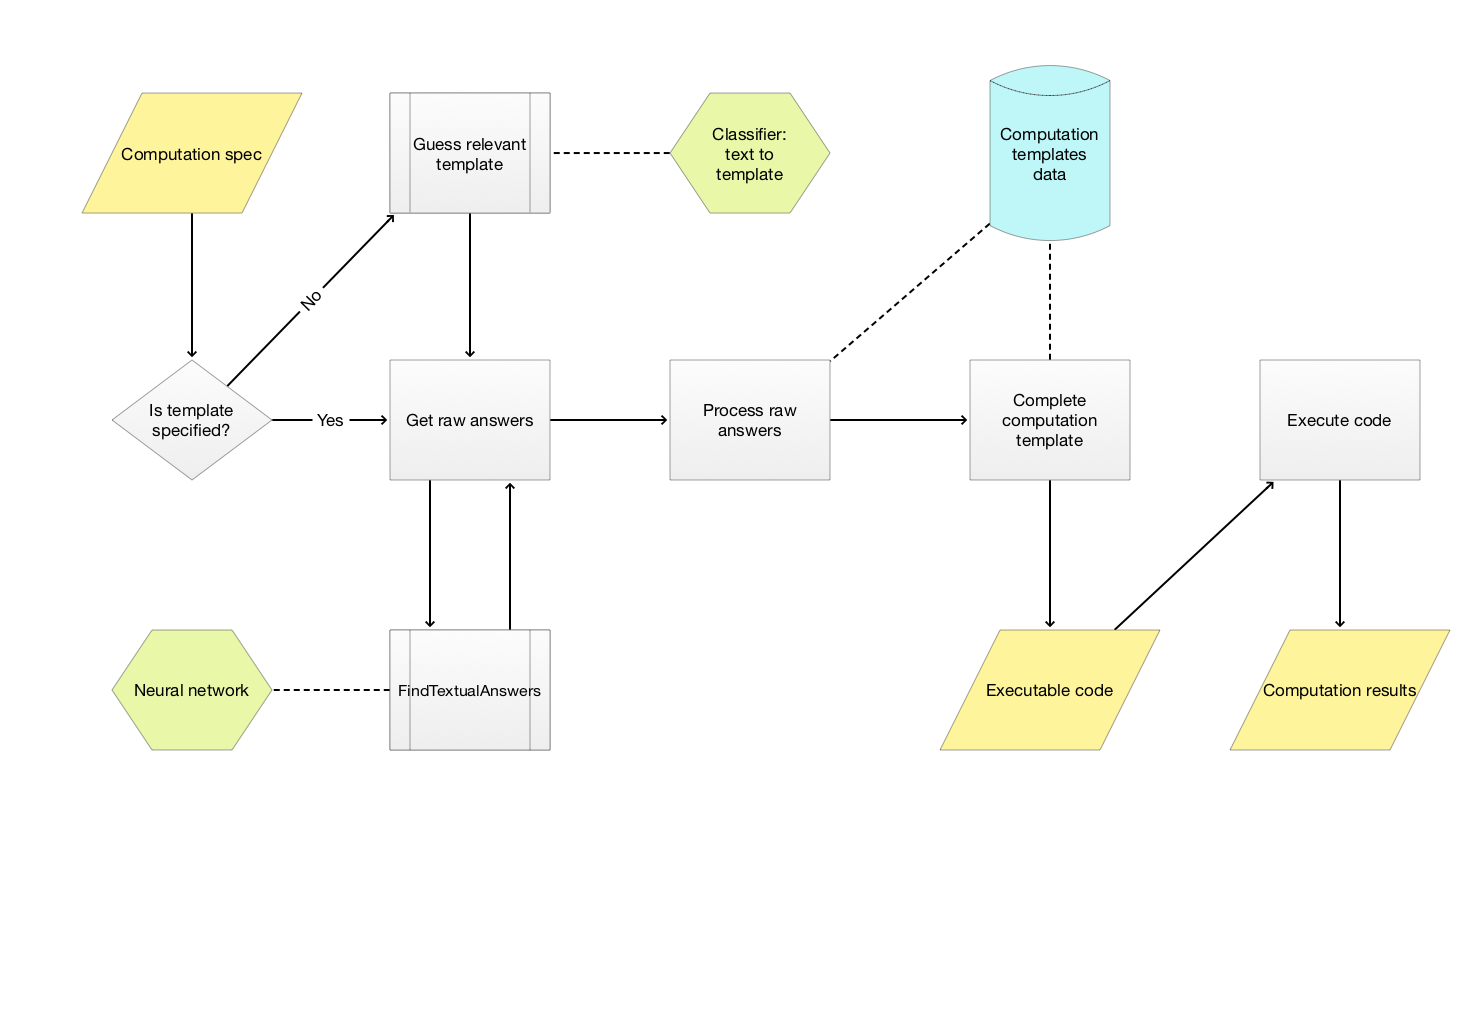 Computation spec
Guess relevant
template
Classifier:
text to
template
Computation
templates
data
No
Is template
specified?
Yes
Get raw answers
Process raw
answers
Complete
computation
template
Execute code
Neural network
FindTextualAnswers
Executable code
Computation results